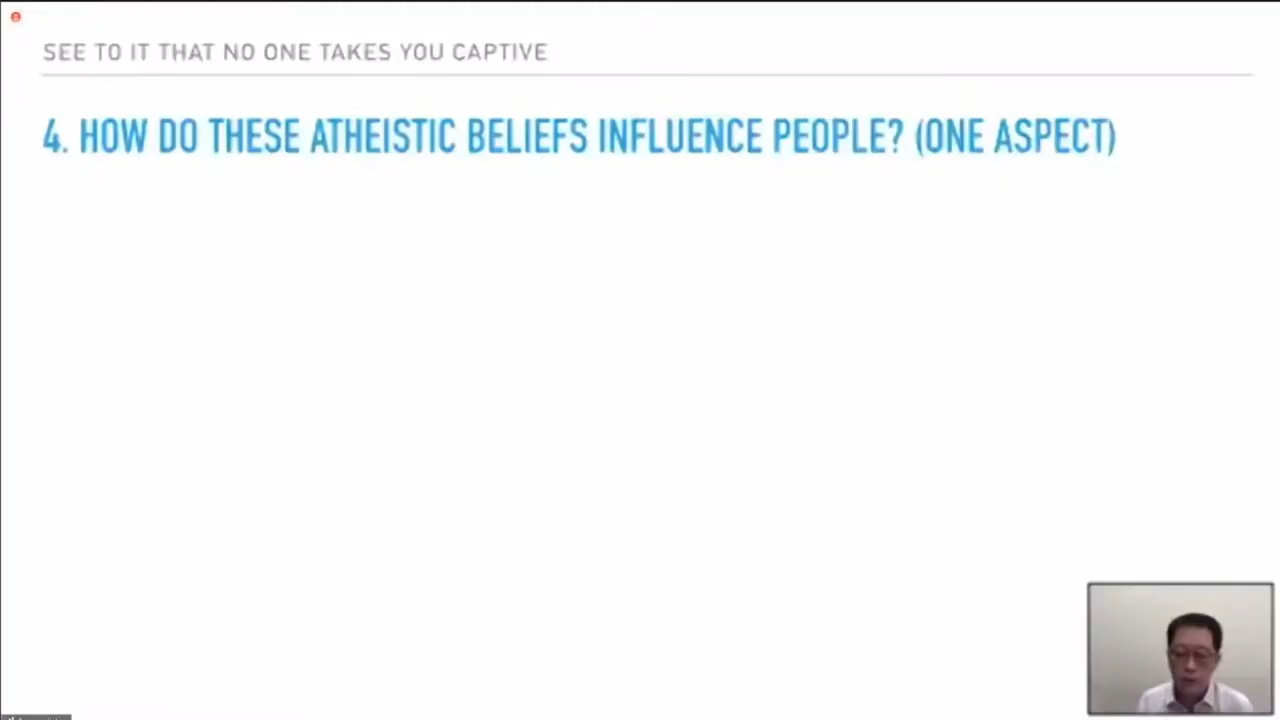 SEE TO IT THAT NO ONE TAKES YOU CAPTIVE
4. HOW DO THESE ATHEISTIC BELIEFS INFLUENCE PEOPLE? (ONE ASPECT)